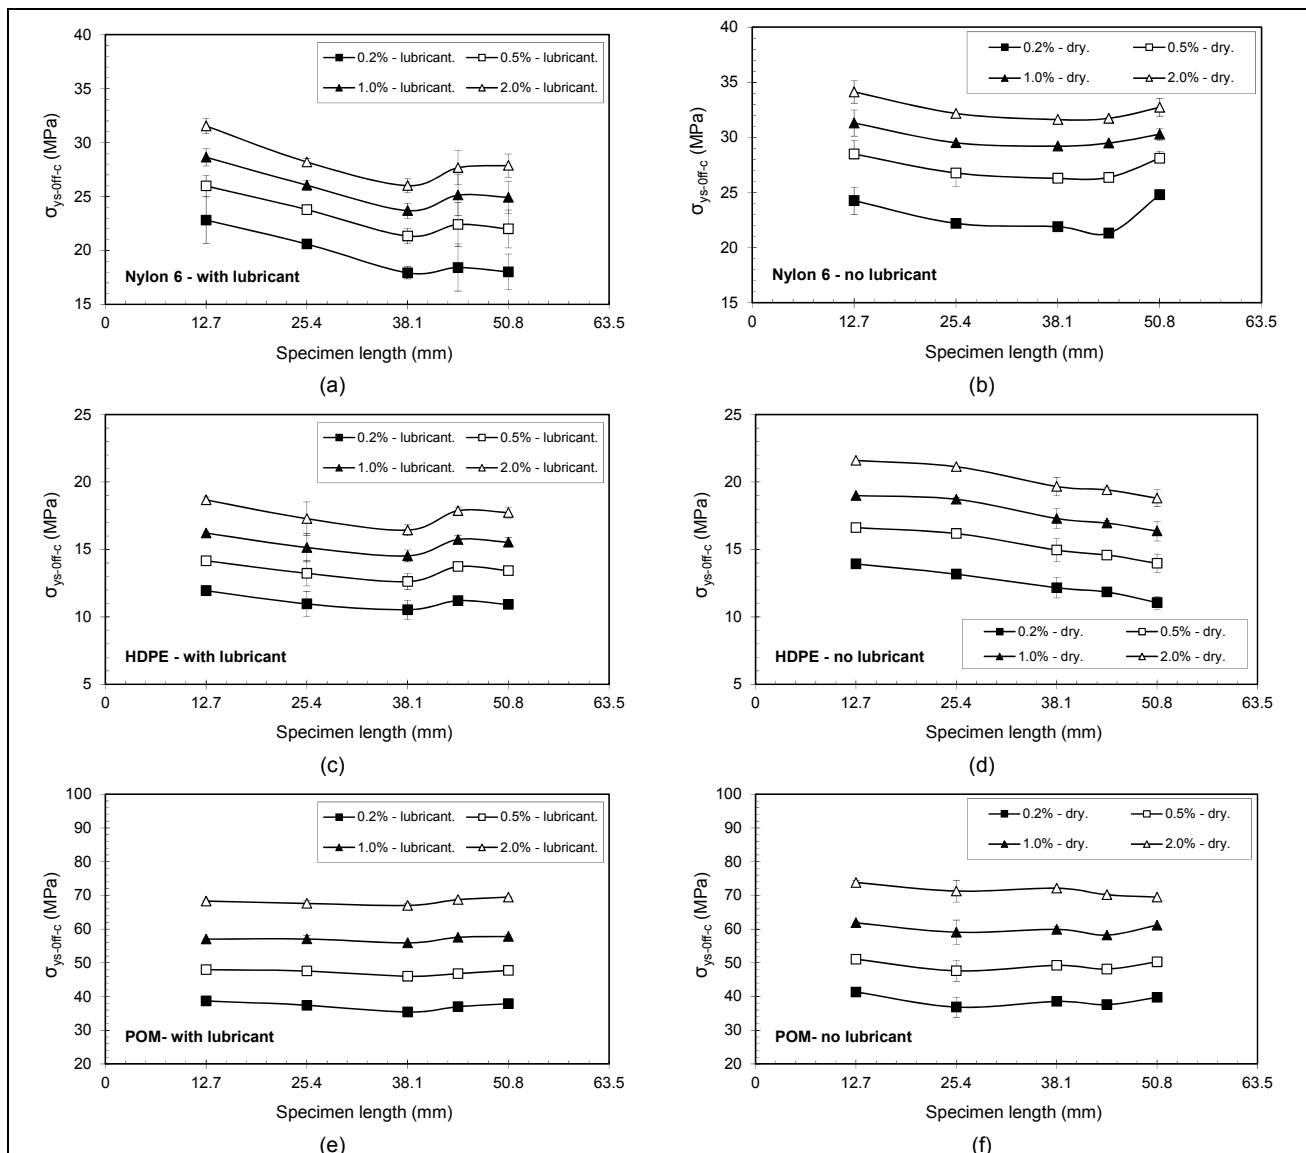 40
35
30
25
20
15
0.2% - lubricant. 0.5% - lubricant.
1.0% - lubricant. 2.0% - lubricant.
σys-0ff-c (MPa)
Nylon 6 - with lubricant
0 12.7 25.4 38.1 50.8 63.5
Specimen length (mm)
(a)
40
35
30
25
20
15
0.2% - dry. 0.5% - dry.
1.0% - dry. 2.0% - dry.
σys-0ff-c (MPa)
Nylon 6 - no lubricant
0 12.7 25.4 38.1 50.8 63.5
Specimen length (mm)
(b)
25
20
15
10
5
0.2% - lubricant. 0.5% - lubricant.
1.0% - lubricant. 2.0% - lubricant.
σys-0ff-c (MPa)
HDPE - with lubricant
0 12.7 25.4 38.1 50.8 63.5
Specimen length (mm)
(c)
25
20
15
10
5
σys-0ff-c (MPa)
0.2% - dry. 0.5% - dry.
1.0% - dry. 2.0% - dry.
HDPE - no lubricant
0 12.7 25.4 38.1 50.8 63.5
Specimen length (mm)
(d)
100
90
80
70
60
50
40
30
20
0.2% - lubricant. 0.5% - lubricant.
1.0% - lubricant. 2.0% - lubricant.
σys-0ff-c (MPa)
POM- with lubricant
0 12.7 25.4 38.1 50.8 63.5
Specimen length (mm)
(e)
100
90
80
70
60
50
40
30
20
0.2% - dry. 0.5% - dry.
1.0% - dry. 2.0% - dry.
σys-0ff-c (MPa)
POM- no lubricant
0 12.7 25.4 38.1 50.8 63.5
Specimen length (mm)
(f)